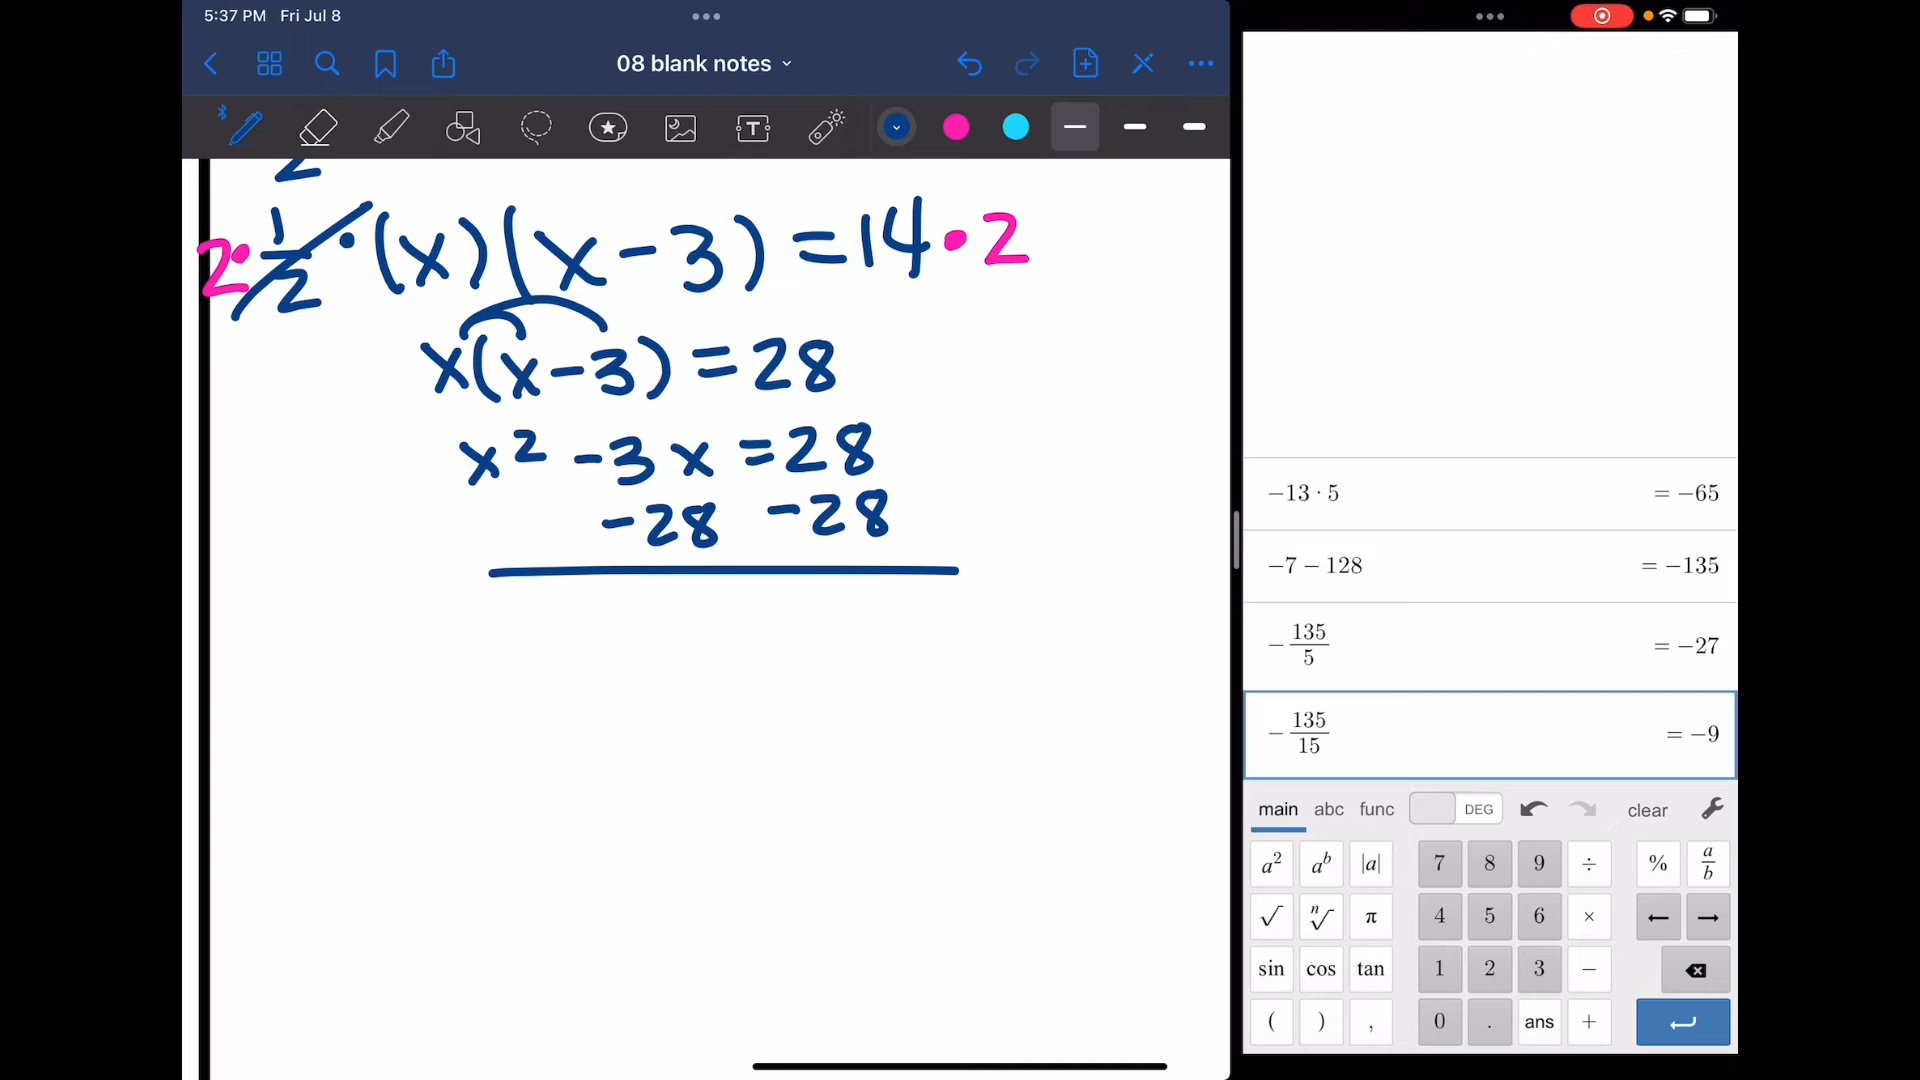 5:37 PM Fri Jul 8
08 blank notes
T
2
2 · 1/2 · (x)(x - 3) = 14 · 2
x(x - 3) = 28
x² - 3x = 28
- 28 - 28
−13 · 5 = −65
−7 − 128 = −135
−135/5 = −27
−135/15 = −9
main abc func DEG clear
a² aᵇ |a| 7 8 9 ÷ % a/b
√ ⁿ√ π 4 5 6 × ← →
sin cos tan 1 2 3 −
( ) , 0 . ans +